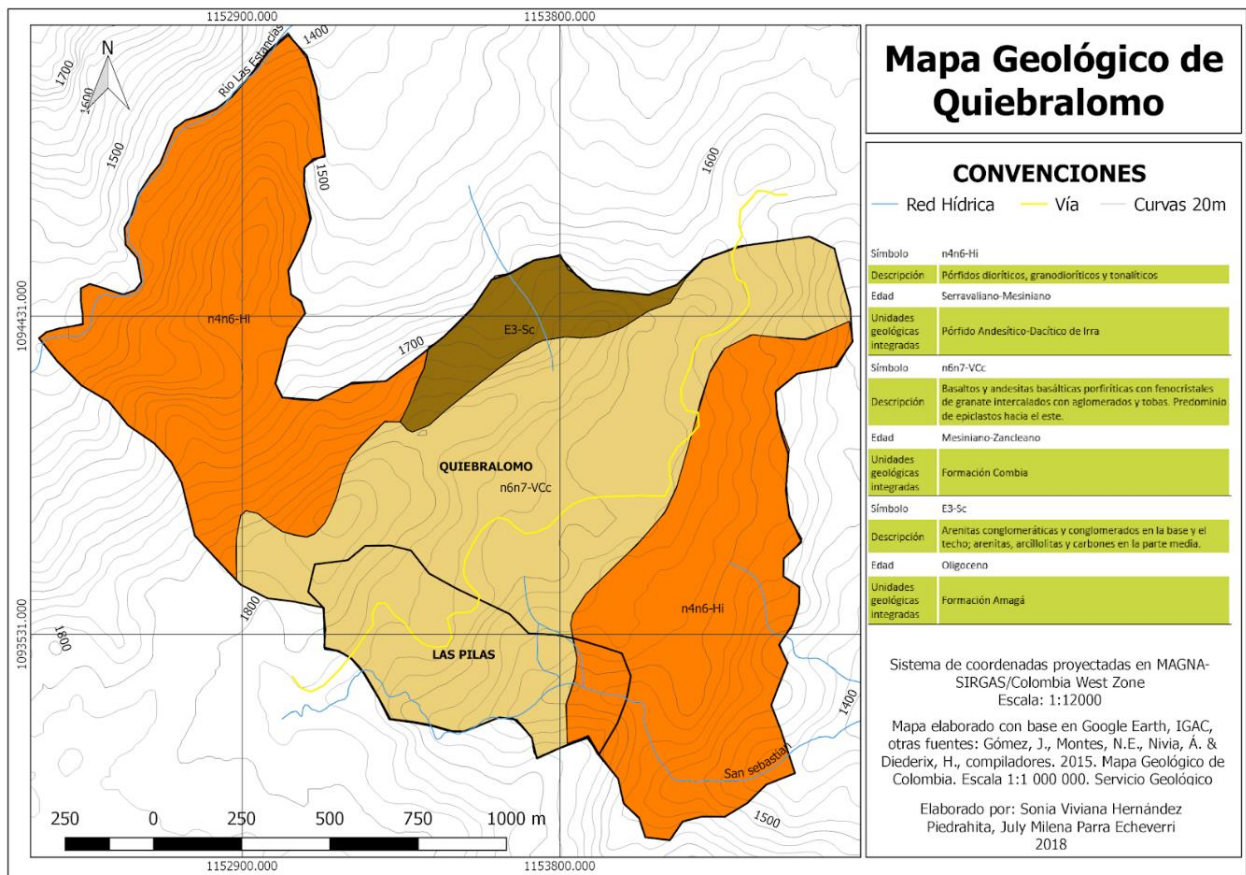 1152900.000
1153800.000
N
1700
1600
1500
Río Las Estancias
1400
1500
1600
1094431.000
n4n6-Hi
1700
E3-Sc
QUIEBRALOMO
n6n7-VCc
1093531.000
1800
1800
LAS PILAS
n4n6-Hi
1400
San sebastian
1500
250 0 250 500 750 1000 m
1152900.000
1153800.000
Mapa Geológico de
Quiebralomo
CONVENCIONES
Red Hídrica
Vía
Curvas 20m
Símbolo n4n6-Hi
Descripción Pórfidos dioríticos, granodioríticos y tonalíticos
Edad Serravaliano-Mesiniano
Unidades
geológicas
integradas
Pórfido Andesítico-Dacítico de Irra
Símbolo n6n7-VCc
Descripción
Basaltos y andesitas basálticas porfiríticas con fenocristales
de granate intercalados con aglomerados y tobas. Predominio
de epiclastos hacia el este.
Edad Mesiniano-Zancleano
Unidades
geológicas
integradas
Formación Combia
Símbolo E3-Sc
Descripción
Arenitas conglomeráticas y conglomerados en la base y el
techo; arenitas, arcillolitas y carbones en la parte media.
Edad Oligoceno
Unidades
geológicas
integradas
Formación Amagá
Sistema de coordenadas proyectadas en MAGNA-
SIRGAS/Colombia West Zone
Escala: 1:12000
Mapa elaborado con base en Google Earth, IGAC,
otras fuentes: Gómez, J., Montes, N.E., Nivia, Á. &
Diederix, H., compiladores. 2015. Mapa Geológico de
Colombia. Escala 1:1 000 000. Servicio Geológico
Elaborado por: Sonia Viviana Hernández
Piedrahita, July Milena Parra Echeverri
2018